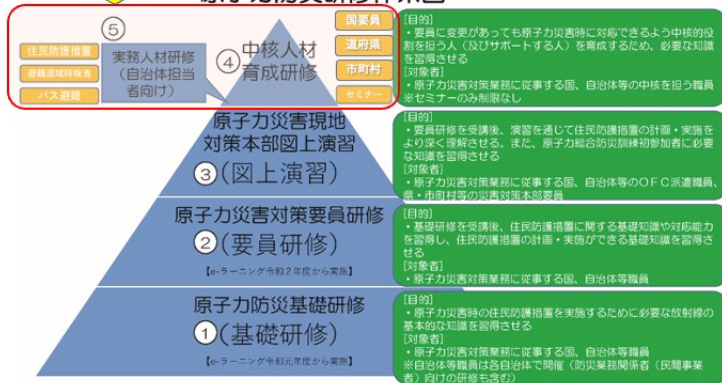 ⑤
実務人材研修
(自治体担当
者向け)
住民防護措置
避難退域時検査
バス避難
④中核人材
育成研修
国要員
道府県
市町村
セミナー
[目的]
・要員に変更があっても原子力災害時に対応できるよう中核的役
割を担う人(及びサポートする人)を育成するため、必要な知識
を習得させる
[対象者]
・原子力災害対策業務に従事する国、自治体等の中核を担う職員
※セミナーのみ制限なし
原子力災害現地
対策本部図上演習
③(図上演習)
[目的]
・要員研修を受講後、演習を通じて住民防護措置の計画・実施をよ
り深く理解させる。また、原子力総合防災訓練初参加者に必要
な知識を習得させる
[対象者]
・原子力災害対策業務に従事する国、自治体等のOFC派遣職員、
県・市町村等の災害対策本部要員
原子力災害対策要員研修
②(要員研修)
【e-ラーニング令和2年度から実施】
[目的]
・基礎研修を受講後、住民防護措置に関する基礎知識や対応能力
を習得し、住民防護措置の計画・実施ができる基礎知識を習得さ
せる
[対象者]
・原子力災害対策業務に従事する国、自治体等職員
原子力防災基礎研修
①(基礎研修)
【e-ラーニング令和元年度から実施】
[目的]
・原子力災害時の住民防護措置を実施するために必要な放射線の
基本的な知識を習得させる
[対象者]
・原子力災害対策業務に従事する国、自治体等職員
※自治体等職員は各自治体で開催(防災業務関係者(民間事業
者)向けの研修も含む)